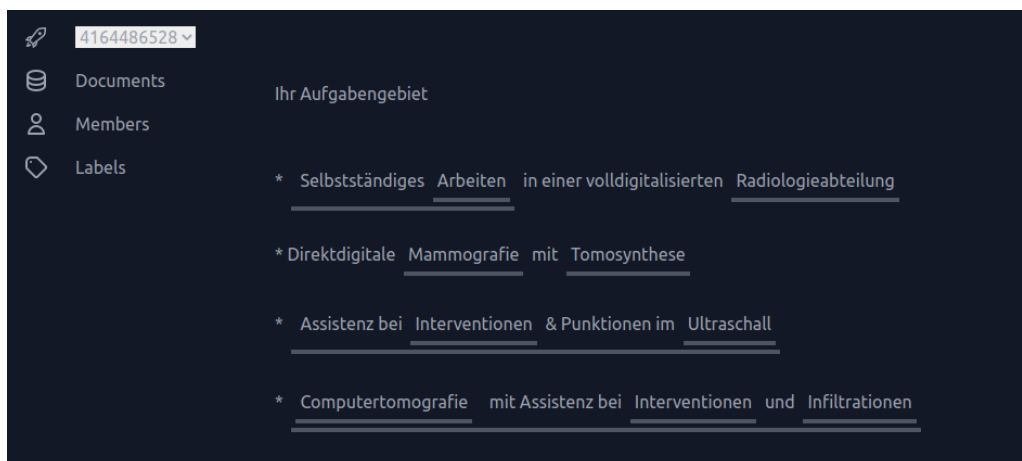 4164486528
Documents
Members
Labels
Ihr Aufgabengebiet
* Selbstständiges Arbeiten in einer volldigitalisierten Radiologieabteilung
* Direktdigitale Mammografie mit Tomosynthese
* Assistenz bei Interventionen & Punktionen im Ultraschall
* Computertomografie mit Assistenz bei Interventionen und Infiltrationen